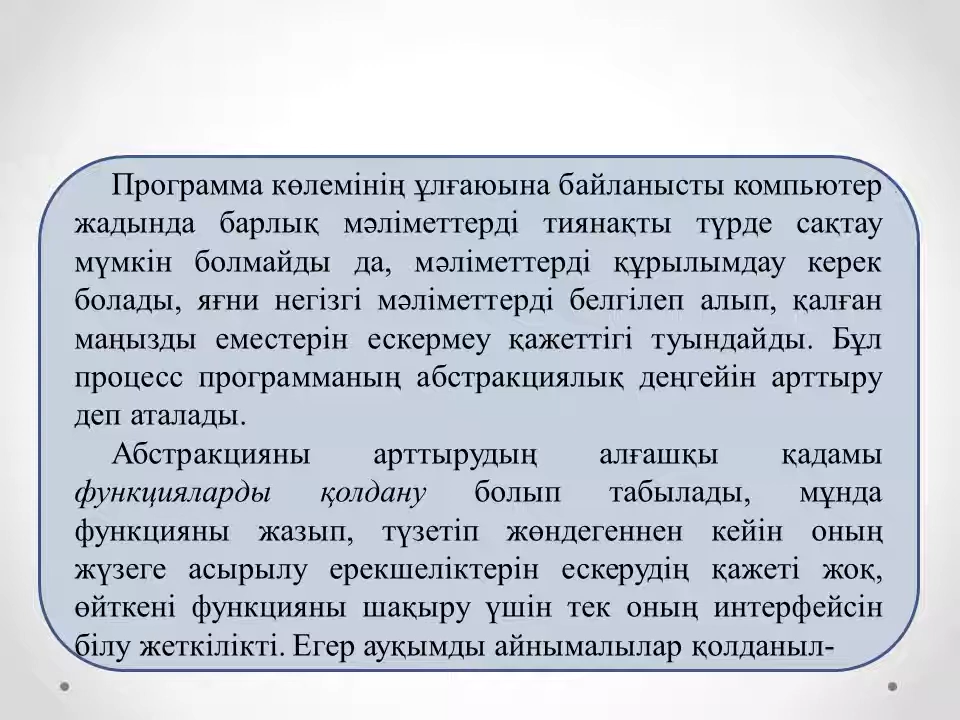 Программа көлемінің ұлғаюына байланысты компьютер
жадында барлық мәліметтерді тиянақты түрде сақтау
мүмкін болмайды да, мәліметтерді құрылымдау керек
болады, яғни негізгі мәліметтерді белгілеп алып, қалған
маңызды еместерін ескермеу қажеттігі туындайды. Бұл
процесс программаның абстракциялық деңгейін арттыру
деп аталады.
Абстракцияны арттырудың алғашқы қадамы
функцияларды қолдану болып табылады, мұнда
функцияны жазып, түзетіп жөндегеннен кейін оның
жүзеге асырылу ерекшеліктерін ескерудің қажеті жоқ,
өйткені функцияны шақыру үшін тек оның интерфейсін
білу жеткілікті. Егер ауқымды айнымалылар қолданыл-